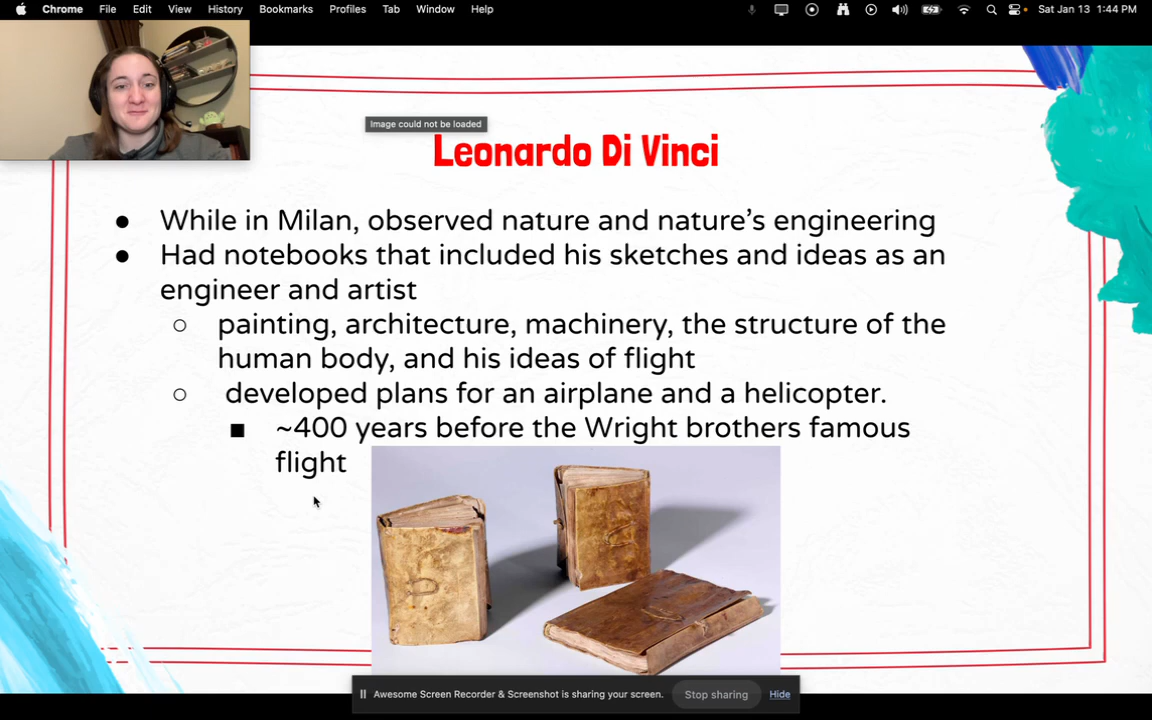 Chrome File Edit View History Bookmarks Profiles Tab Window Help Sat Jan 13 1:44 PM
Image could not be loaded
Leonardo Di Vinci
● While in Milan, observed nature and nature's engineering
● Had notebooks that included his sketches and ideas as an
engineer and artist
○ painting, architecture, machinery, the structure of the
human body, and his ideas of flight
○ developed plans for an airplane and a helicopter.
■ ~400 years before the Wright brothers famous
flight
Awesome Screen Recorder & Screenshot is sharing your screen. Stop sharing Hide